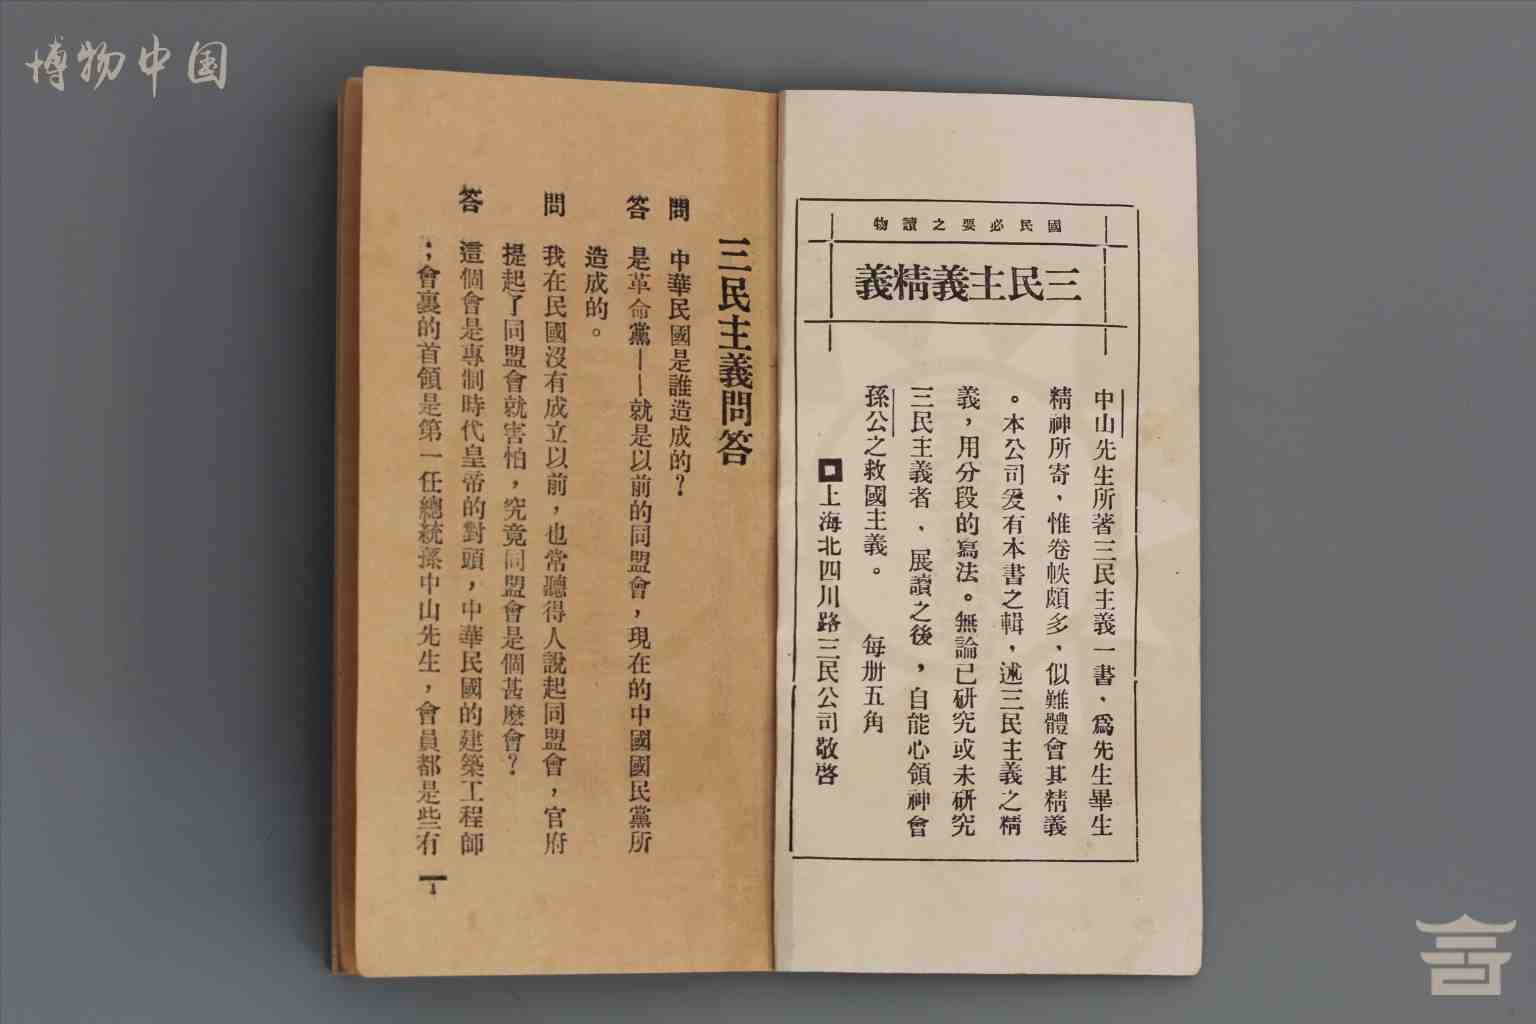 博物中国
國民必要之讀物
三民主義精義
中山先生所著三民主義一書、爲先生畢生
精神所寄、惟卷帙頗多、似難體會其精義
。本公司爰有本書之輯、述三民主義之精
義，用分段的寫法。無論已研究或未研究
三民主義者、展讀之後，自能心領神會
孫公之救國主義。　每册五角
上海北四川路三民公司敬啓
三民主義問答
問　中華民國是誰造成的？
答　是革命黨——就是以前的同盟會，現在的中國國民黨所
造成的。
問　我在民國沒有成立以前，也常聽得人說起同盟會，官府
提起了同盟會就害怕，究竟同盟會是個甚麼會？
答　這個會是專制時代皇帝的對頭，中華民國的建築工程師
；會裏的首領是第一任總統孫中山先生，會員都是些有
1